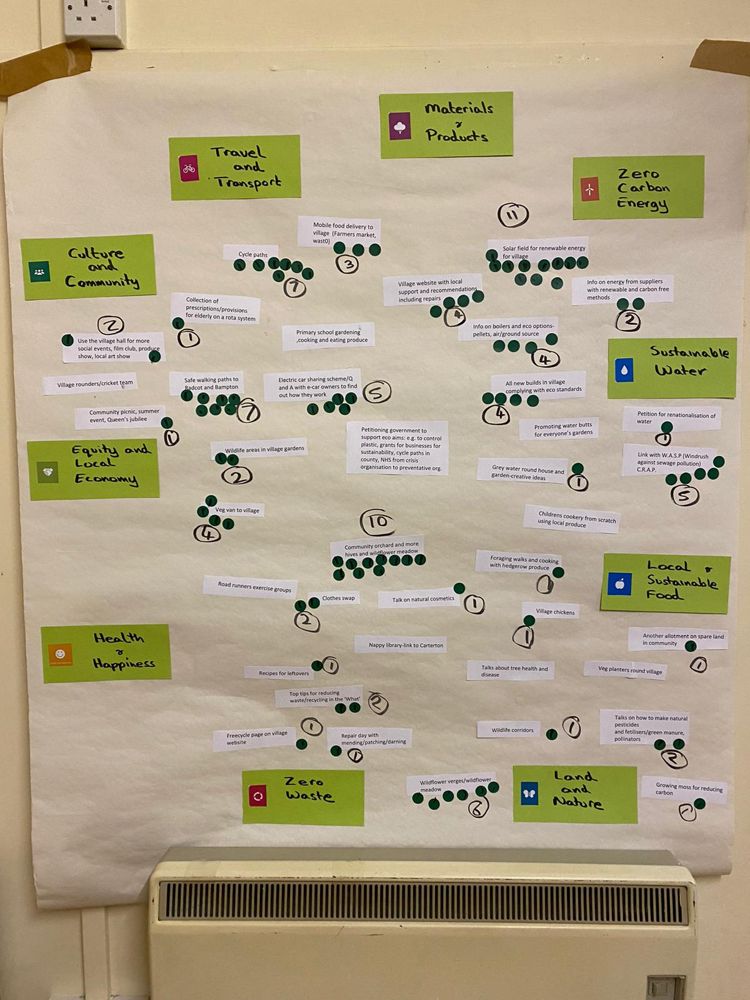 Materials
&
Products
Travel
and
Transport
Zero
Carbon
Energy
11
Mobile food delivery to
village (Farmers market,
wast0)
3
Culture
and
Community
Cycle paths
7
Solar field for renewable energy
for village
Village website with local
support and recommendations
including repairs
4
Info on energy from suppliers
with renewable and carbon free
methods
2
Collection of
prescriptions/provisions
for elderly on a rota system
1
2
Use the village hall for more
social events, film club, produce
show, local art show
Primary school gardening
,cooking and eating produce
Info on boilers and eco options-
pellets, air/ground source
4
Sustainable
Water
Village rounders/cricket team
Safe walking paths to
Radcot and Bampton
7
Electric car sharing scheme/Q
and A with e-car owners to find
out how they work
5
All new builds in village
complying with eco standards
4
Community picnic, summer
event, Queen's jubilee
1
Petitioning government to
support eco aims: e.g. to control
plastic, grants for businesses for
sustainability, cycle paths in
county, NHS from crisis
organisation to preventative org.
Promoting water butts
for everyone's gardens
Petition for renationalisation of
water
1
Equity and
Local
Economy
Wildlife areas in village gardens
2
Grey water round house and
garden-creative ideas
1
Link with W.A.S.P (Windrush
against sewage pollution)
C.R.A.P.
5
Veg van to village
4
10
Childrens cookery from scratch
using local produce
Community orchard and more
hives and wildflower meadow
Foraging walks and cooking
with hedgerow produce
1
Local &
Sustainable
Food
Road runners exercise groups
Clothes swap
2
Talk on natural cosmetics
1
Village chickens
1
Health
&
Happiness
Nappy library-link to Carterton
Another allotment on spare land
in community
1
Recipes for leftovers
1
Talks about tree health and
disease
Veg planters round village
Top tips for reducing
waste/recycling in the 'What'
2
Freecycle page on village
website
1
Repair day with
mending/patching/darning
1
Wildlife corridors
1
Talks on how to make natural
pesticides
and fetilisers/green manure,
pollinators
2
Zero
Waste
Wildflower verges/wildflower
meadow
6
Land
and
Nature
Growing moss for reducing
carbon
1